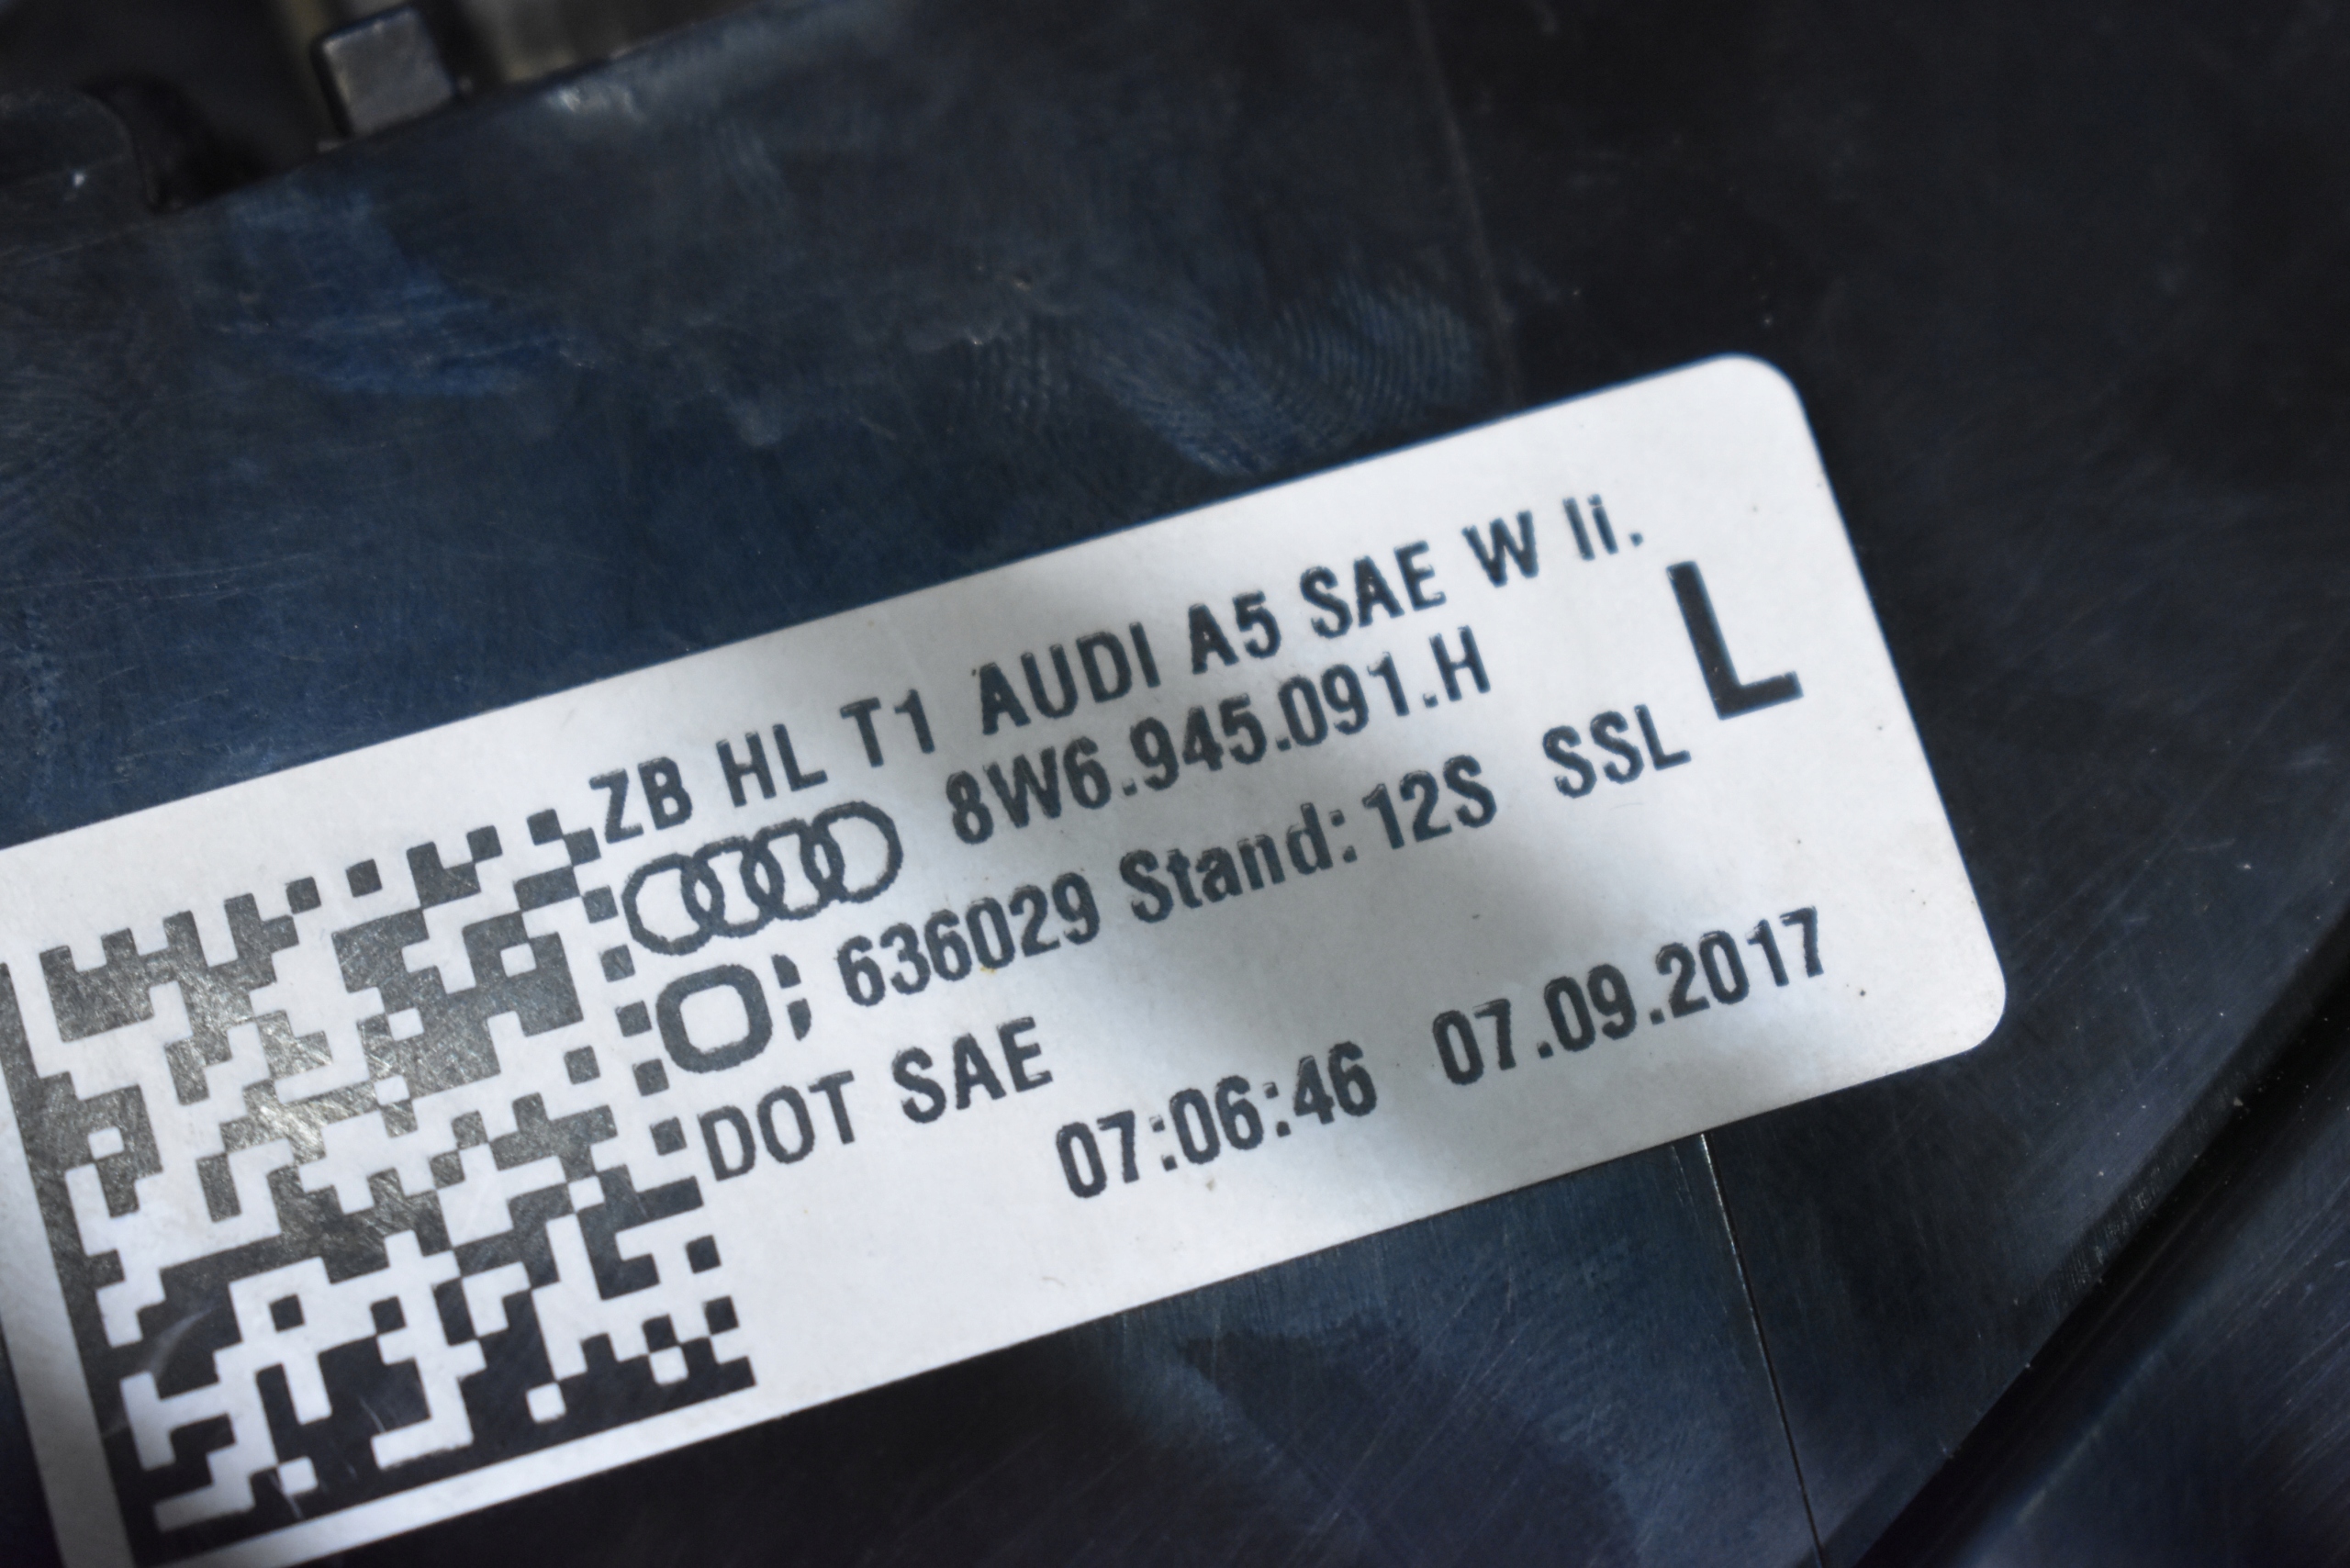 ZB HL T1 AUDI A5 SAE W li.
8W6.945.091.H
L
636029 Stand: 12S SSL
DOT SAE
07:06:46 07.09.2017